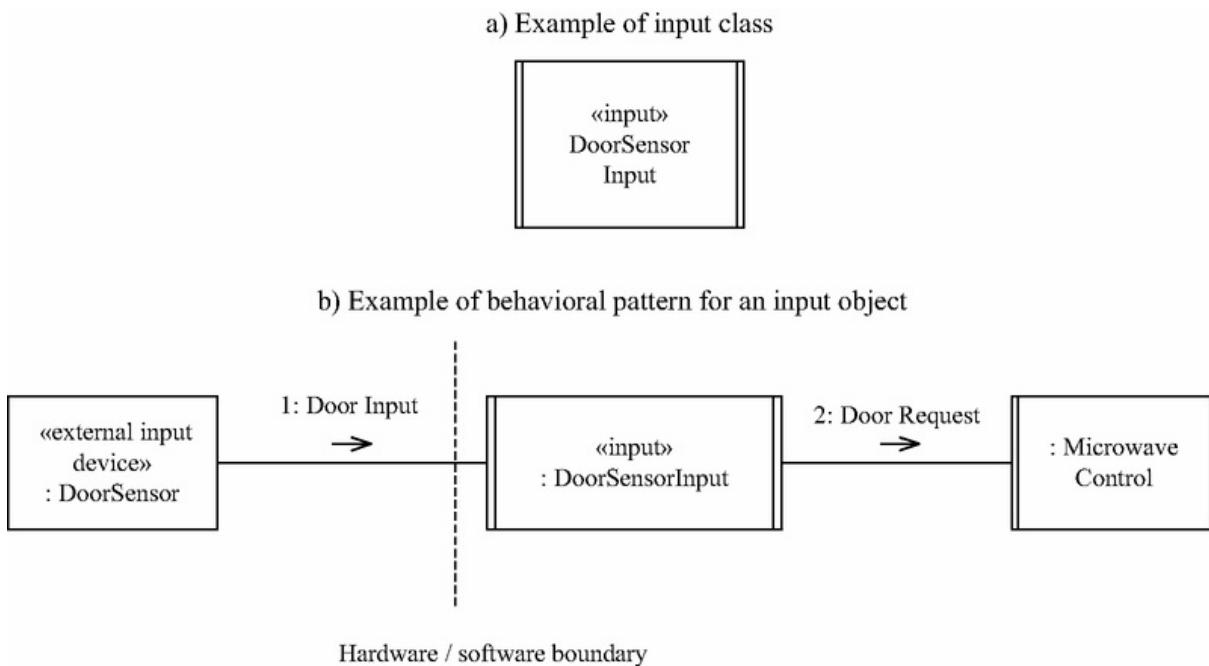 a) Example of input class
«input»
DoorSensor
Input
b) Example of behavioral pattern for an input object
«external input
device»
: DoorSensor
1: Door Input
«input»
: DoorSensorInput
2: Door Request
: Microwave
Control
Hardware / software boundary